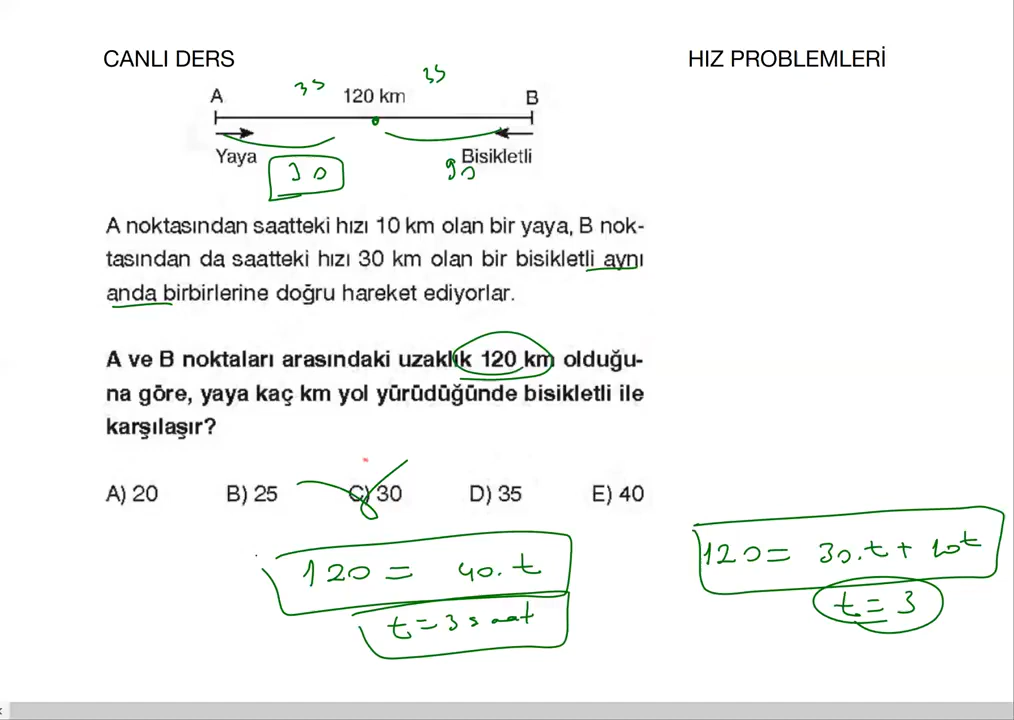 CANLI DERS
HIZ PROBLEMLERİ
A 120 km B
Yaya Bisikletli
30 90
A noktasından saatteki hızı 10 km olan bir yaya, B nok-
tasından da saatteki hızı 30 km olan bir bisikletli aynı
anda birbirlerine doğru hareket ediyorlar.
A ve B noktaları arasındaki uzaklık 120 km olduğu-
na göre, yaya kaç km yol yürüdüğünde bisikletli ile
karşılaşır?
A) 20 B) 25 C) 30 D) 35 E) 40
120 = 40.t
t = 3 saat
120 = 30.t + 10t
t = 3